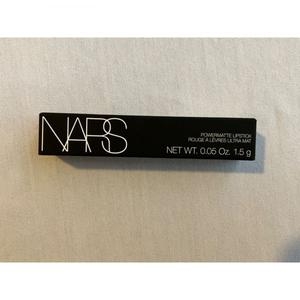 NARS
POWERMATTE LIPSTICK
ROUGE À LÈVRES ULTRA MAT
NET WT. 0.05 Oz. 1.5 g